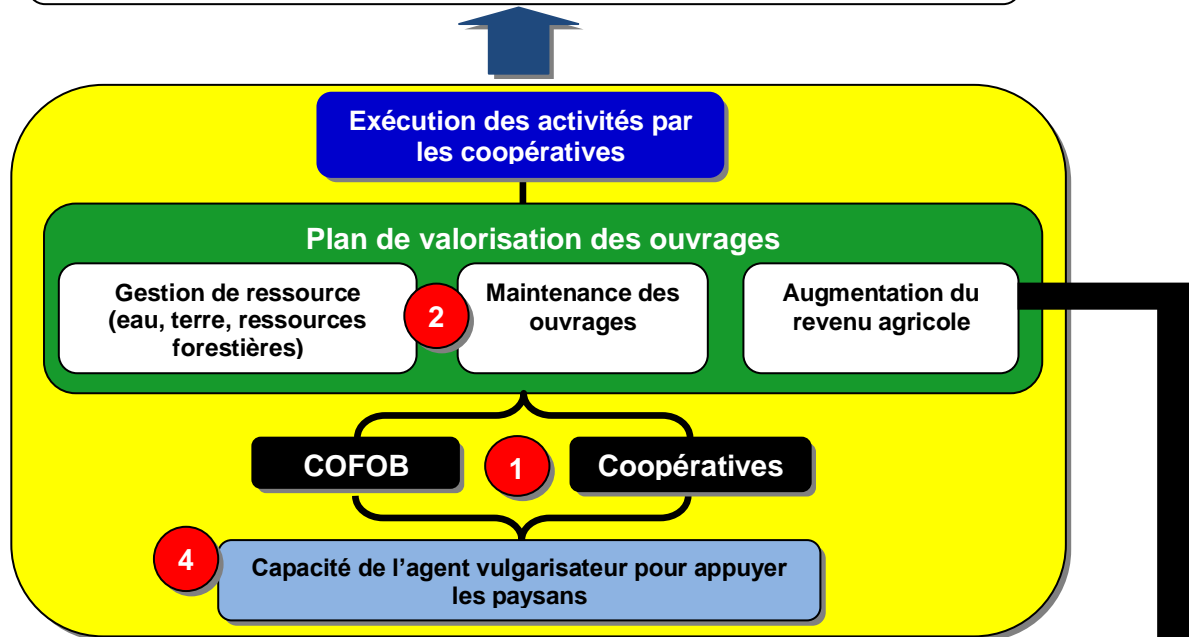 Exécution des activités par
les coopératives
Plan de valorisation des ouvrages
Gestion de ressource
(eau, terre, ressources
forestières)
2
Maintenance des
ouvrages
Augmentation du
revenu agricole
COFOB
1
Coopératives
4
Capacité de l’agent vulgarisateur pour appuyer
les paysans